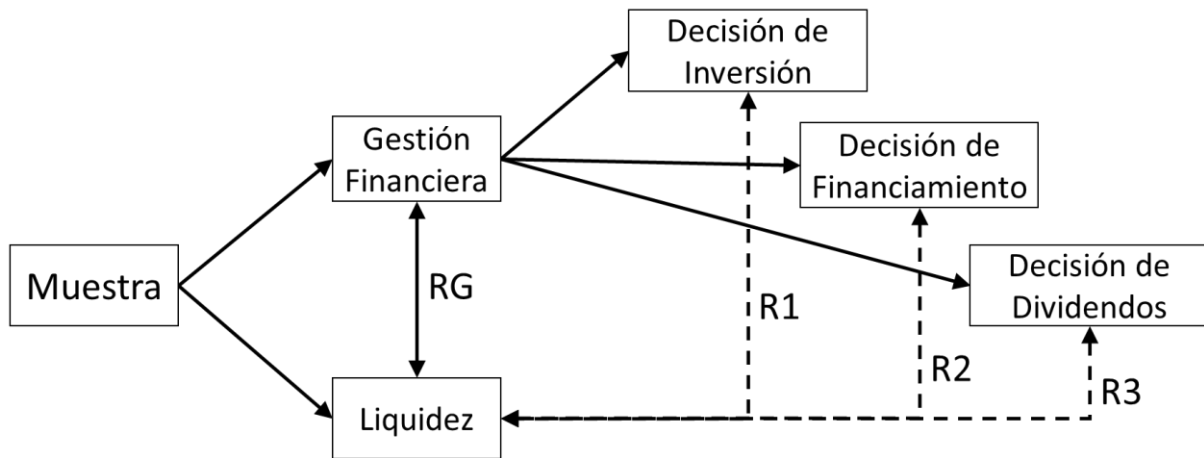 Decisión de
Inversión
Gestión
Financiera
Decisión de
Financiamiento
Muestra
RG
R1
Decisión de
Dividendos
R2
R3
Liquidez